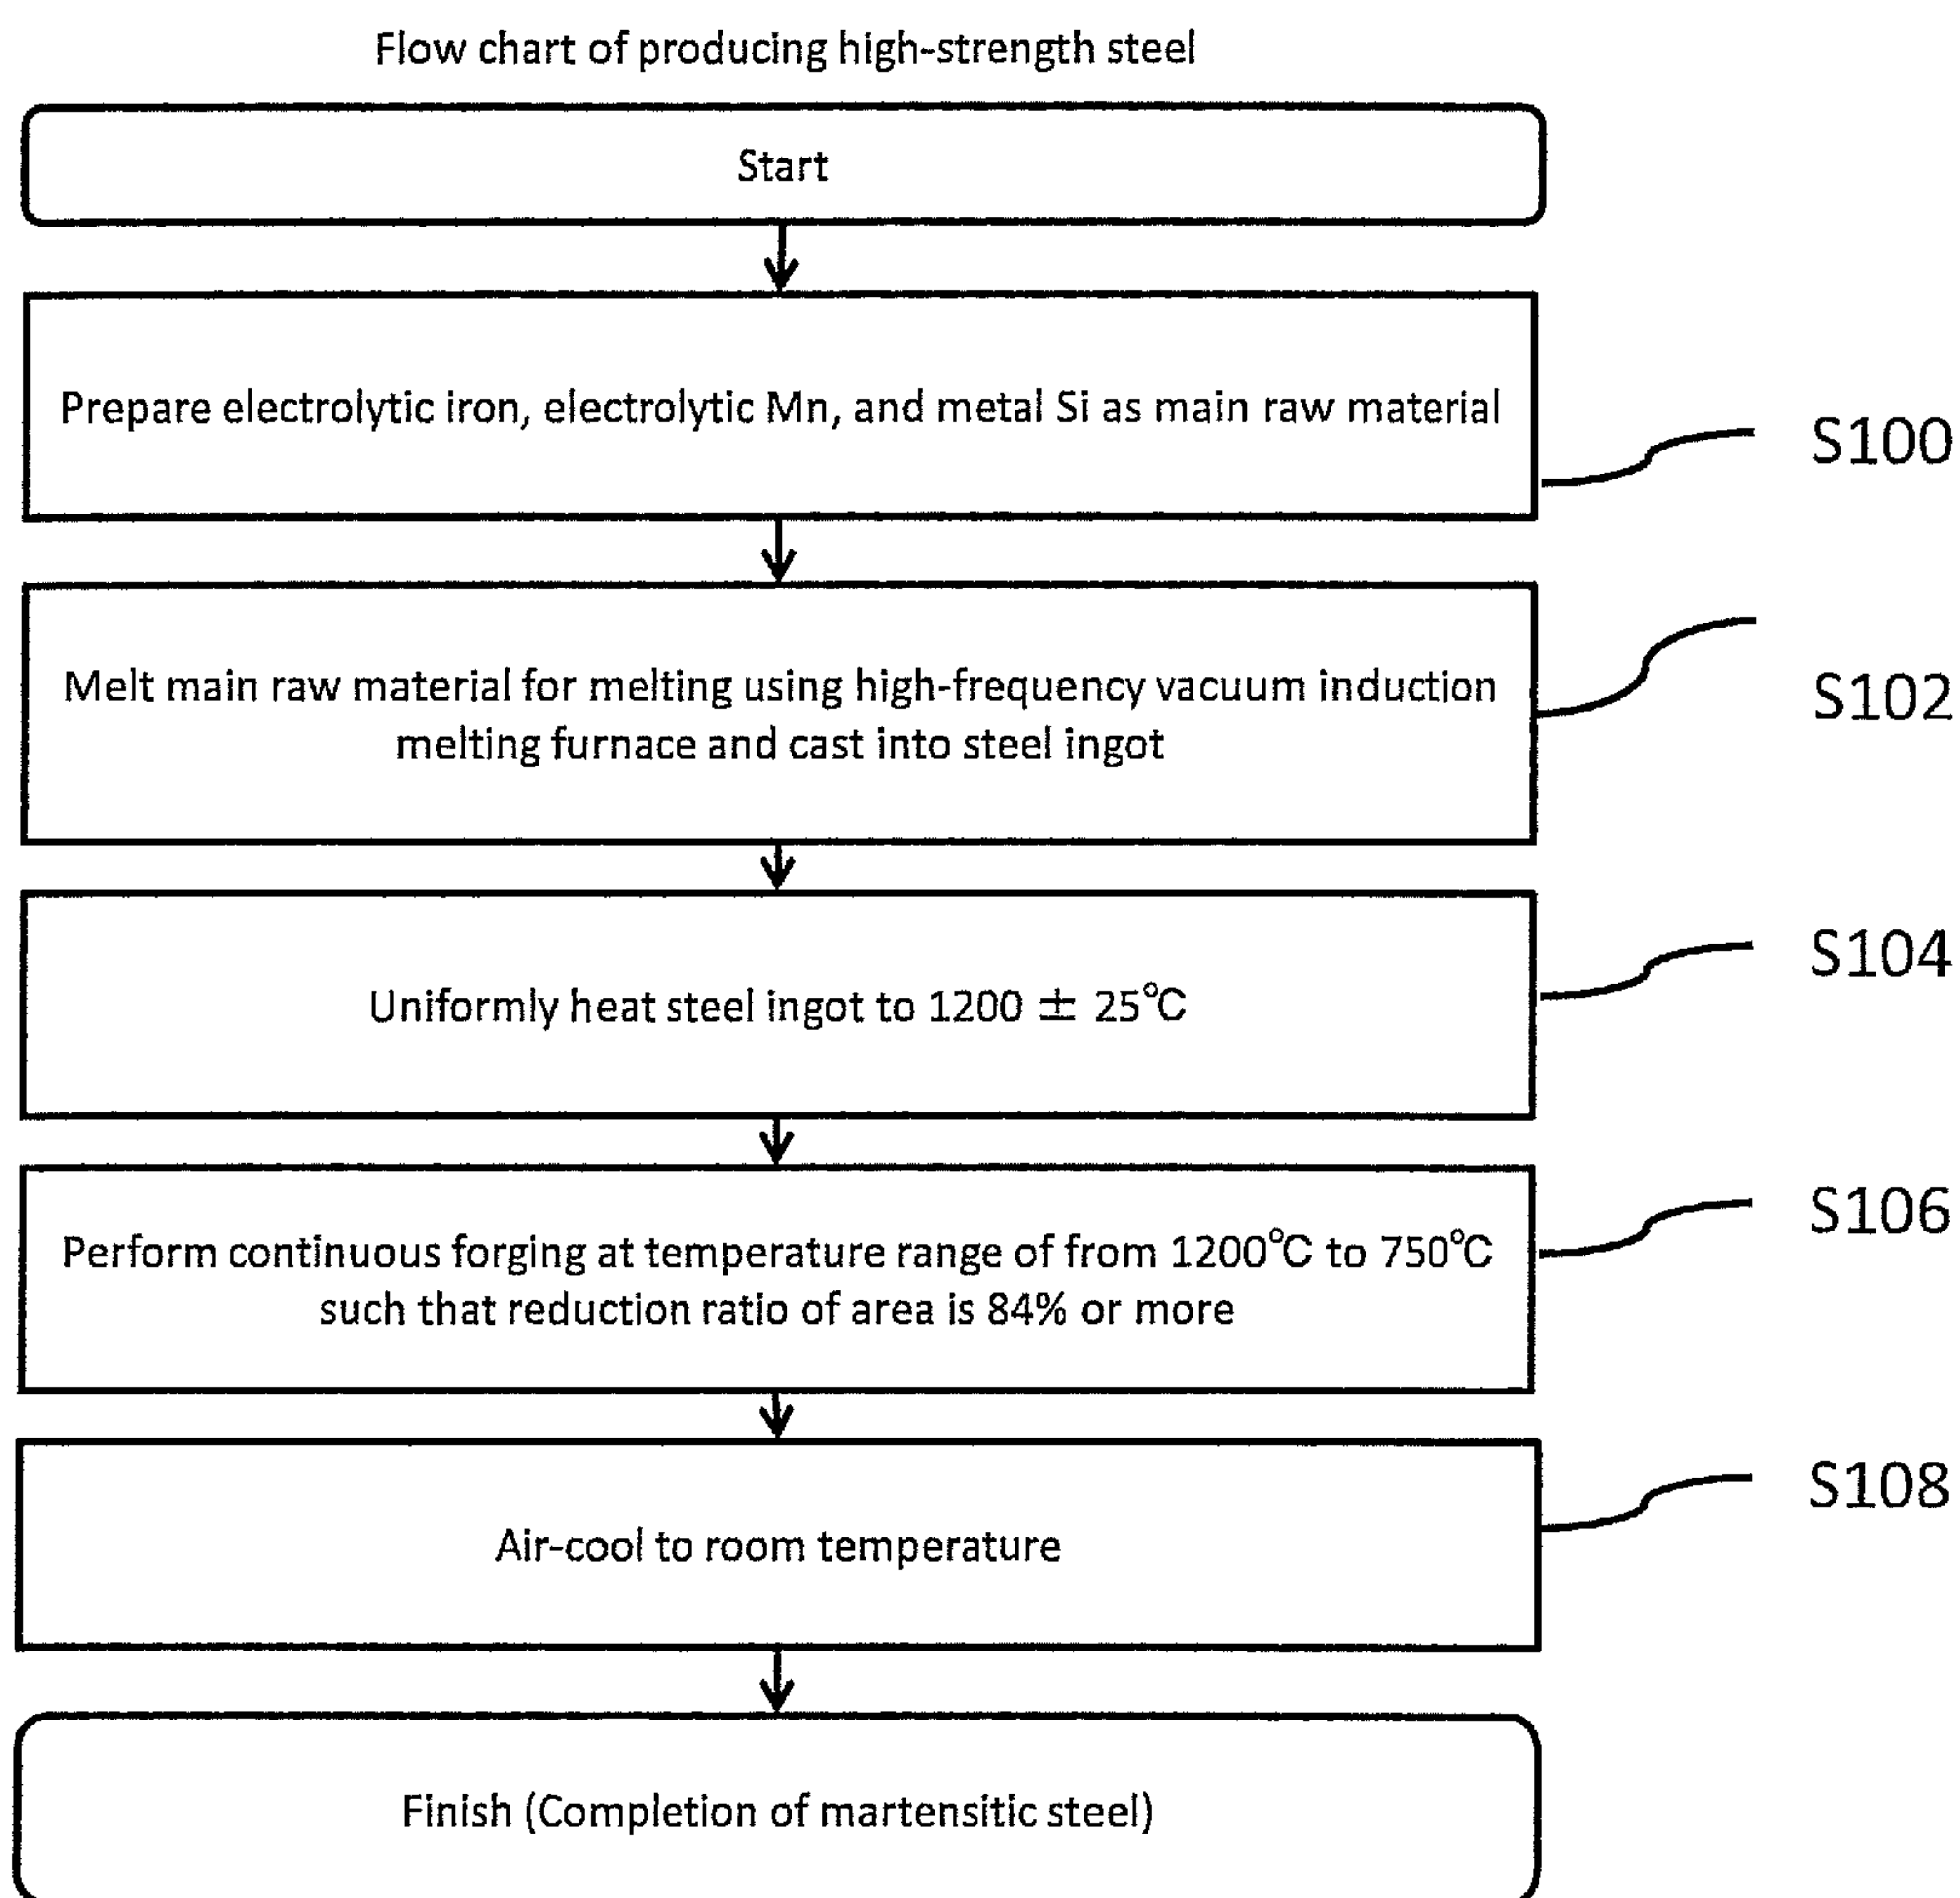 Flow chart of producing high-strength steel
Start
Prepare electrolytic iron, electrolytic Mn, and metal Si as main raw material
S100
Melt main raw material for melting using high-frequency vacuum induction
melting furnace and cast into steel ingot
S102
Uniformly heat steel ingot to 1200 ± 25℃
S104
Perform continuous forging at temperature range of from 1200℃ to 750℃
such that reduction ratio of area is 84% or more
S106
Air-cool to room temperature
S108
Finish (Completion of martensitic steel)